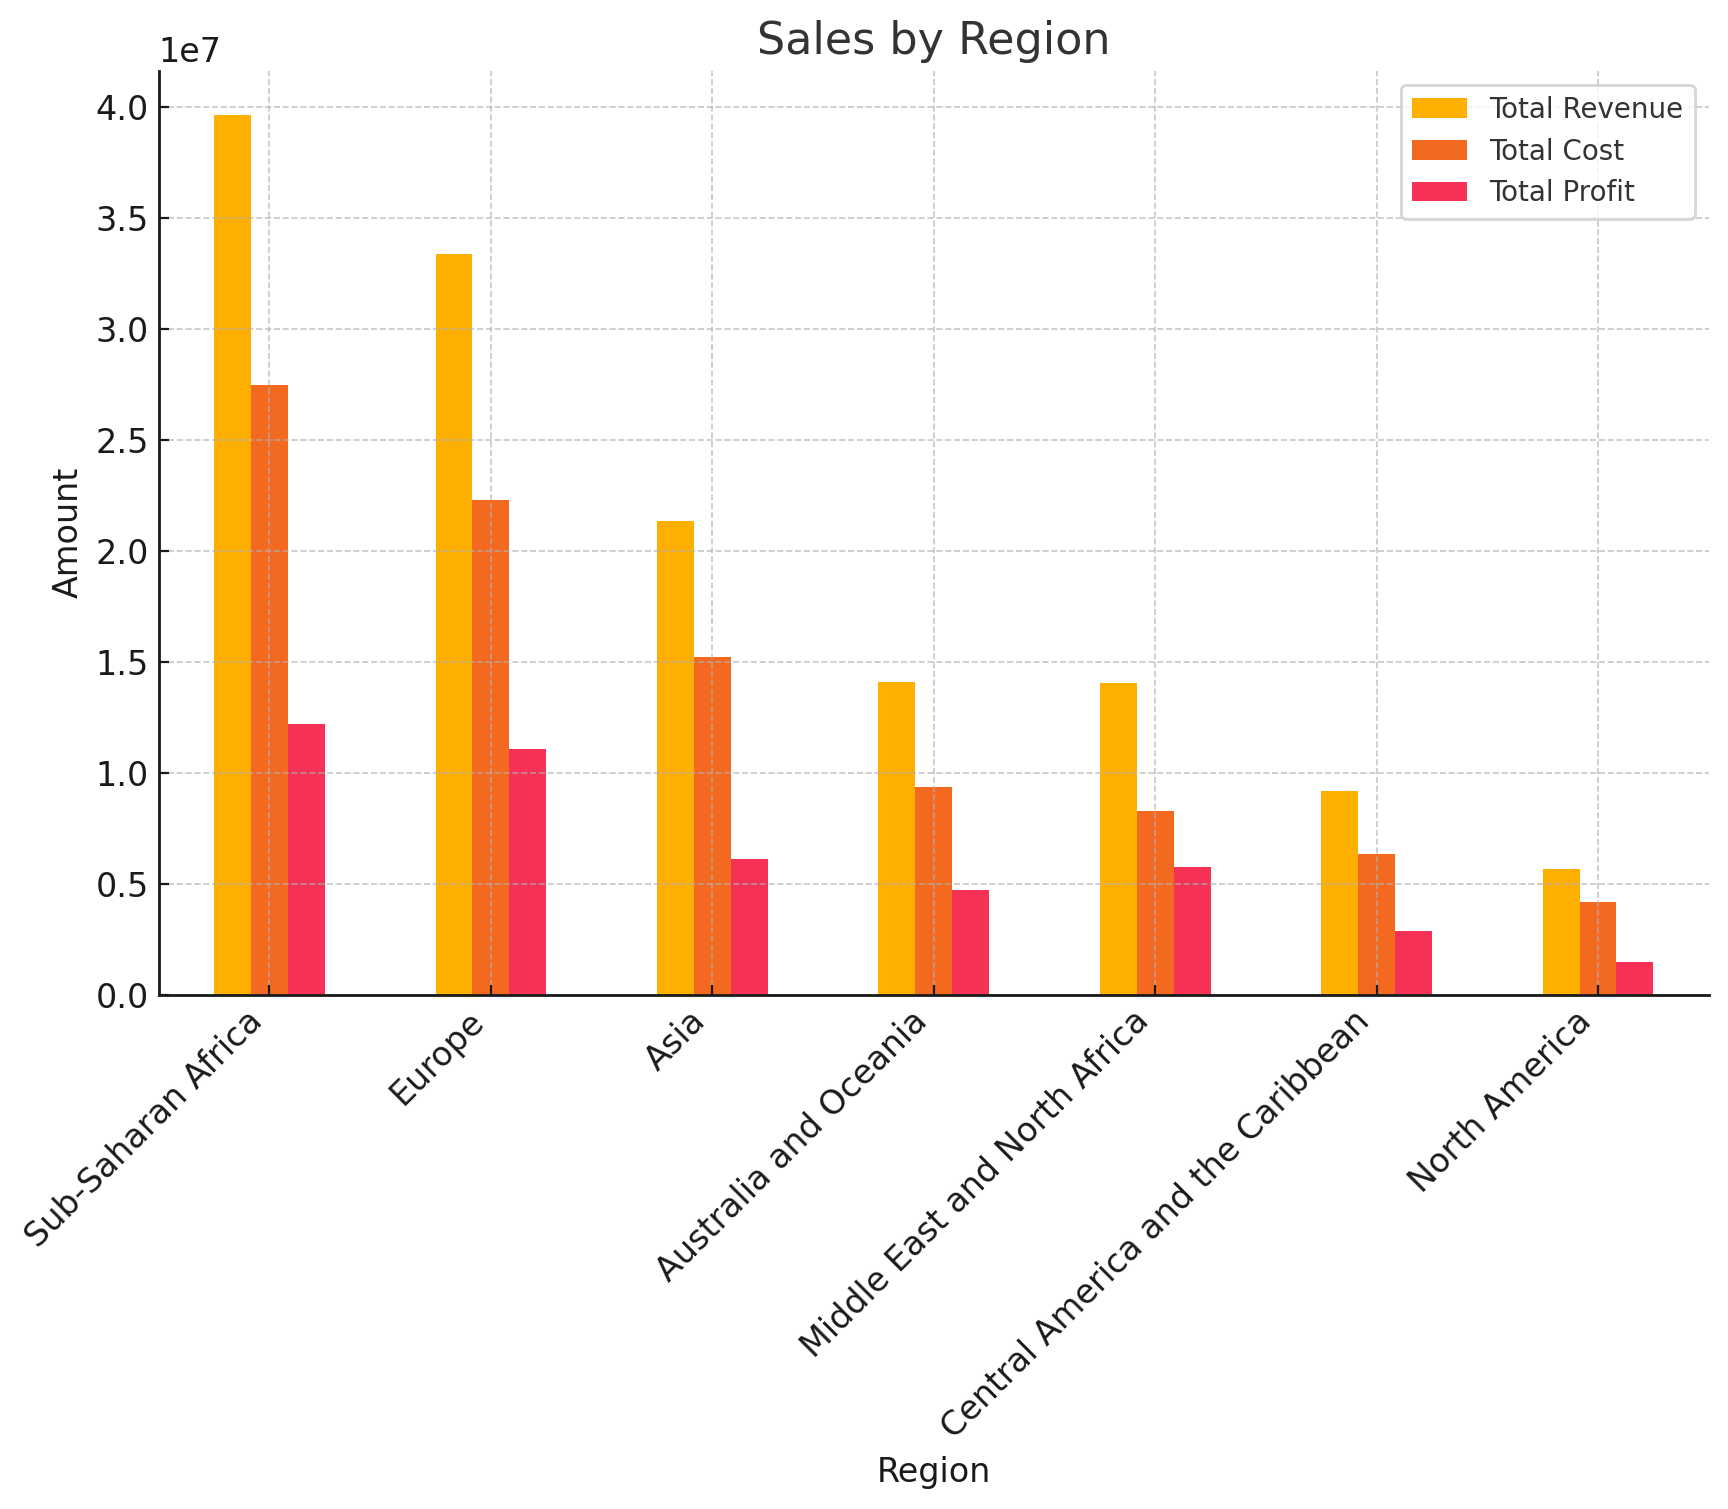 Sales by Region
1e7
Total Revenue
Total Cost
Total Profit
4.0
3.5
3.0
2.5
2.0
1.5
1.0
0.5
0.0
Amount
Sub-Saharan Africa
Europe
Asia
Australia and Oceania
Middle East and North Africa
Central America and the Caribbean
North America
Region